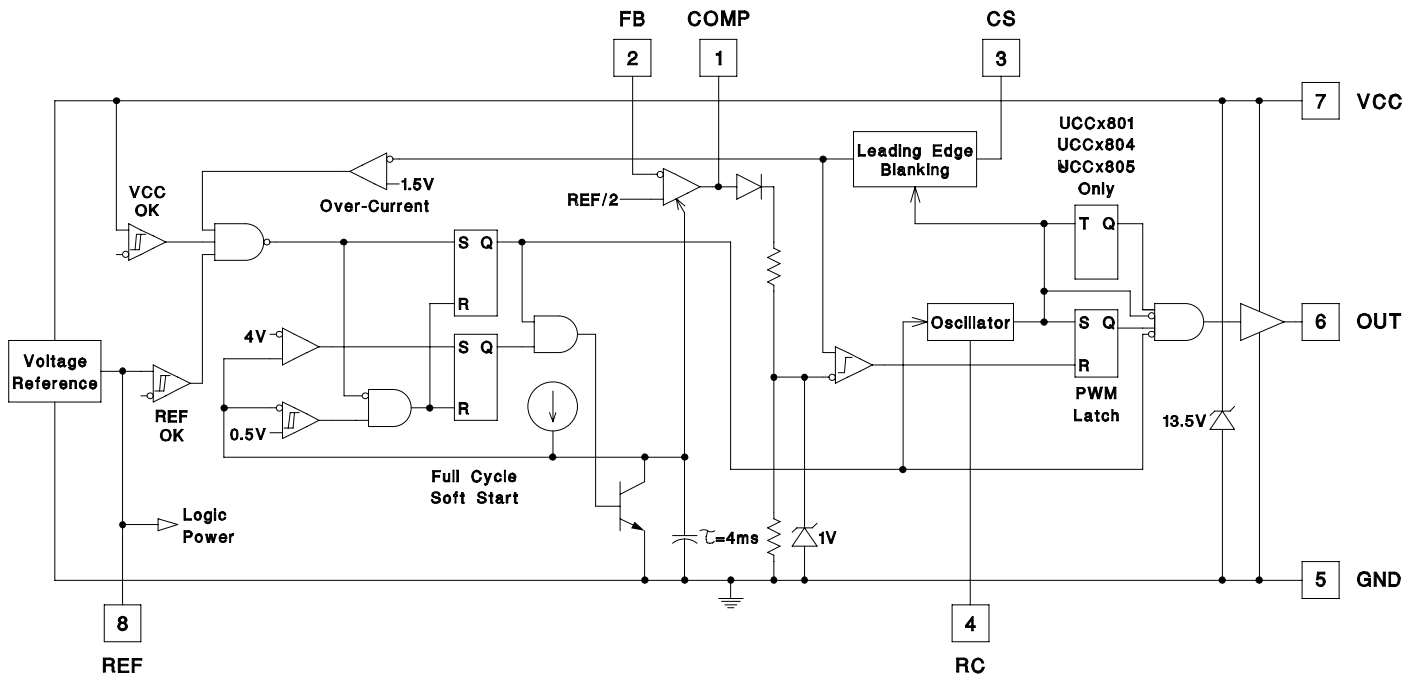 FB COMP CS
2 1 3
7 VCC
UCCx801
UCCx804
UCCx805
Only
Leading Edge
Blanking
1.5V
Over-Current
VCC
OK
REF/2
S Q
R
T Q
4V
S Q
R
Oscillator
S Q
R
PWM
Latch
6 OUT
Voltage
Reference
REF
OK
0.5V
13.5V
Full Cycle
Soft Start
Logic
Power
τ=4ms
1V
5 GND
8
REF
4
RC